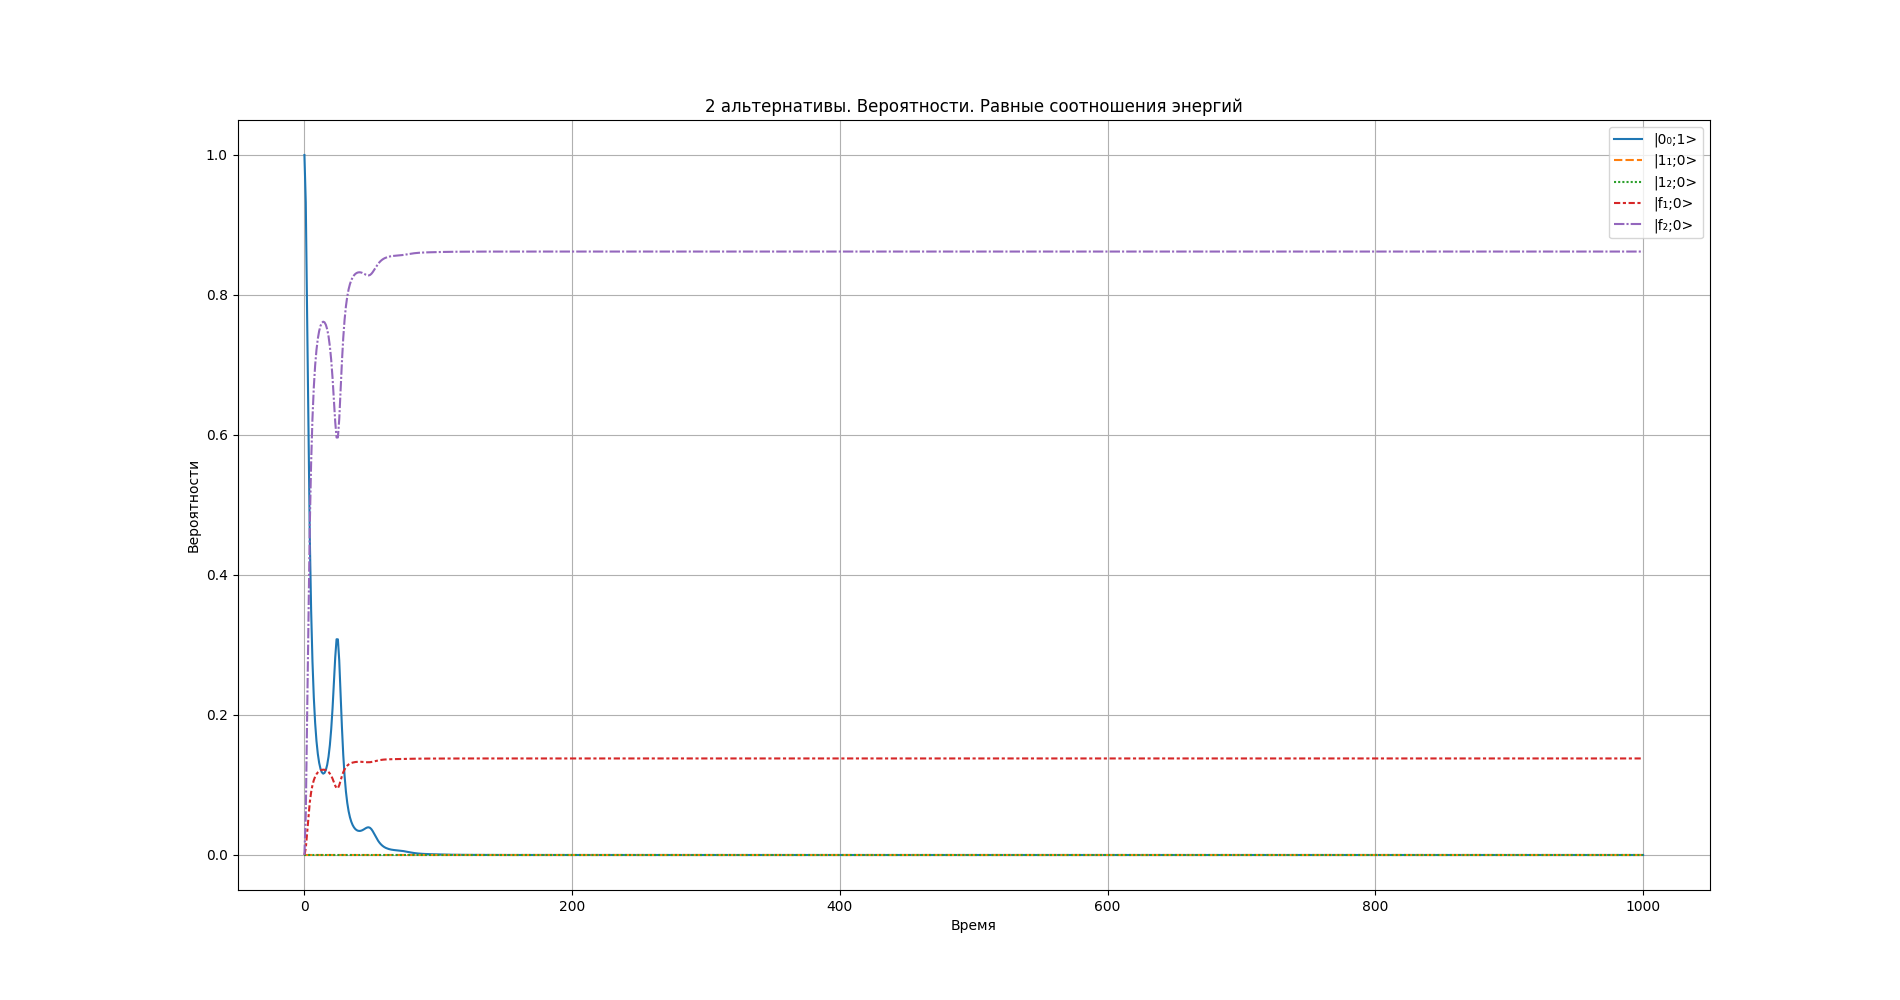 2 альтернативы. Вероятности. Равные соотношения энергий
|0₀;1>
|1₁;0>
|1₂;0>
|f₁;0>
|f₂;0>
1.0
0.8
0.6
0.4
0.2
0.0
Вероятности
0 200 400 600 800 1000
Время